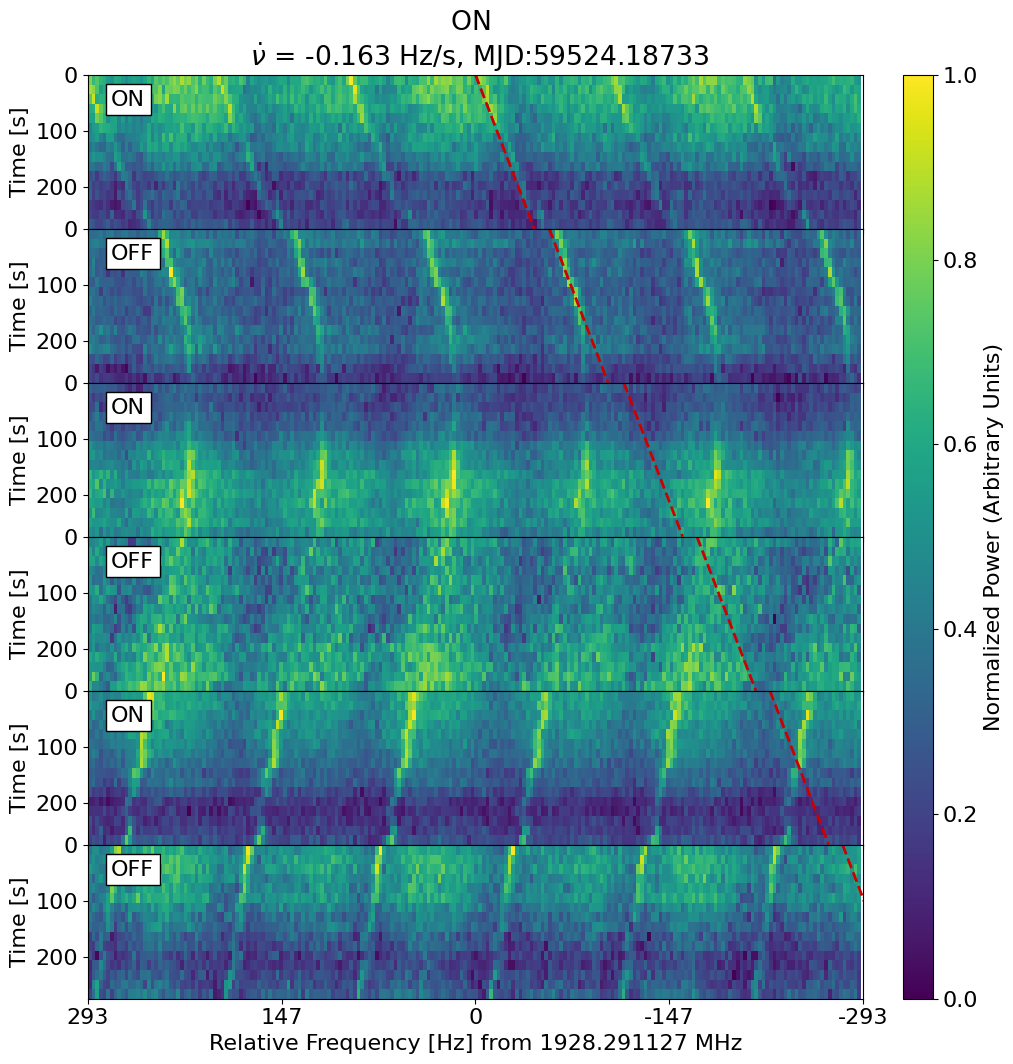 ON
ν̇ = -0.163 Hz/s, MJD:59524.18733
0
ON
100
200
Time [s]
0
OFF
100
200
Time [s]
0
ON
100
200
Time [s]
0
OFF
100
200
Time [s]
0
ON
100
200
Time [s]
0
OFF
100
200
Time [s]
293 147 0 -147 -293
Relative Frequency [Hz] from 1928.291127 MHz
1.0
0.8
0.6
0.4
0.2
0.0
Normalized Power (Arbitrary Units)